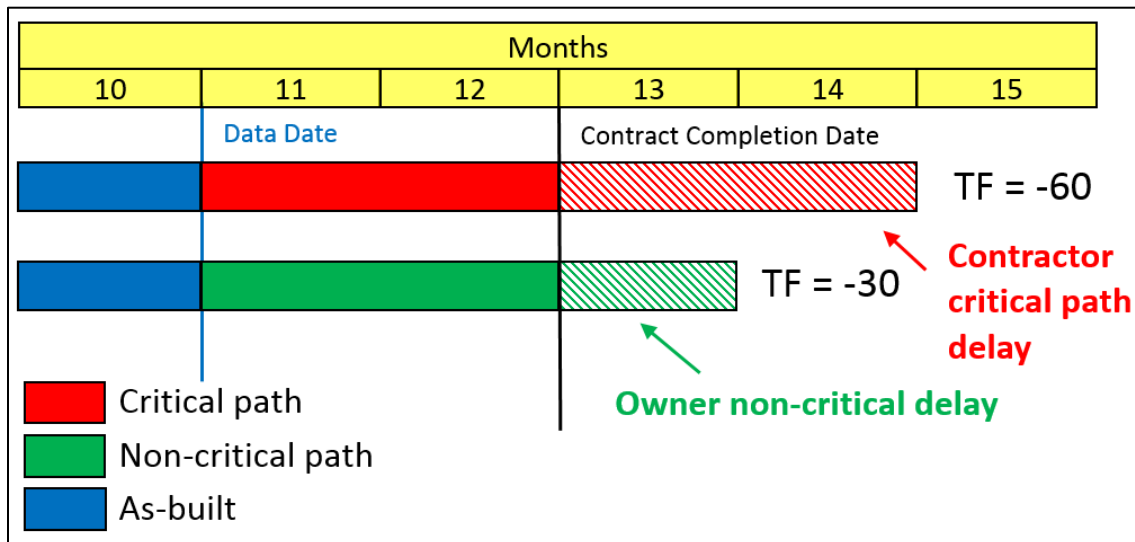 Months
10 11 12 13 14 15
Data Date
Contract Completion Date
TF = -60
Contractor
critical path
delay
TF = -30
Owner non-critical delay
Critical path
Non-critical path
As-built